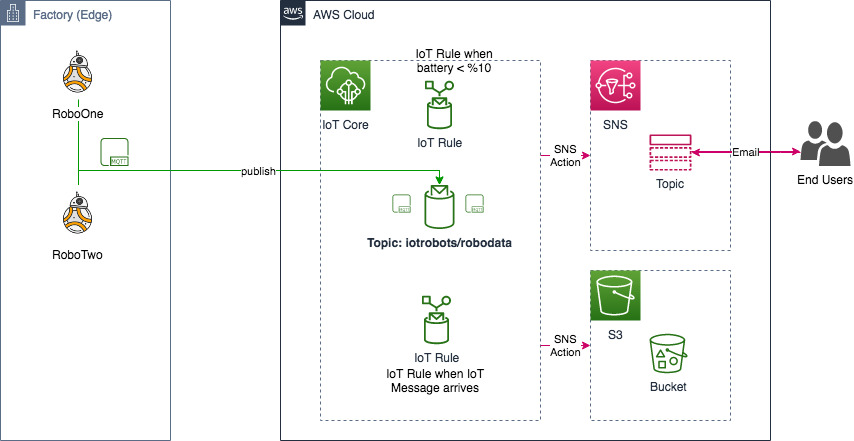 Factory (Edge)
aws
AWS Cloud
RoboOne
MQTT
RoboTwo
publish
IoT Core
IoT Rule when
battery < %10
IoT Rule
MQTT
MQTT
Topic: iotrobots/robodata
IoT Rule
IoT Rule when IoT
Message arrives
SNS
Action
SNS
Topic
Email
End Users
SNS
Action
S3
Bucket